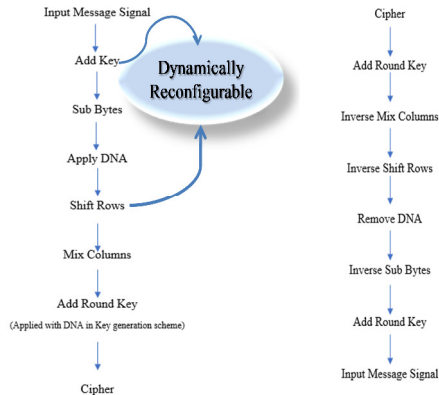 Input Message Signal
Add Key
Dynamically
Reconfigurable
Sub Bytes
Apply DNA
Shift Rows
Mix Columns
Add Round Key
(Applied with DNA in Key generation scheme)
Cipher
Cipher
Add Round Key
Inverse Mix Columns
Inverse Shift Rows
Remove DNA
Inverse Sub Bytes
Add Round Key
Input Message Signal